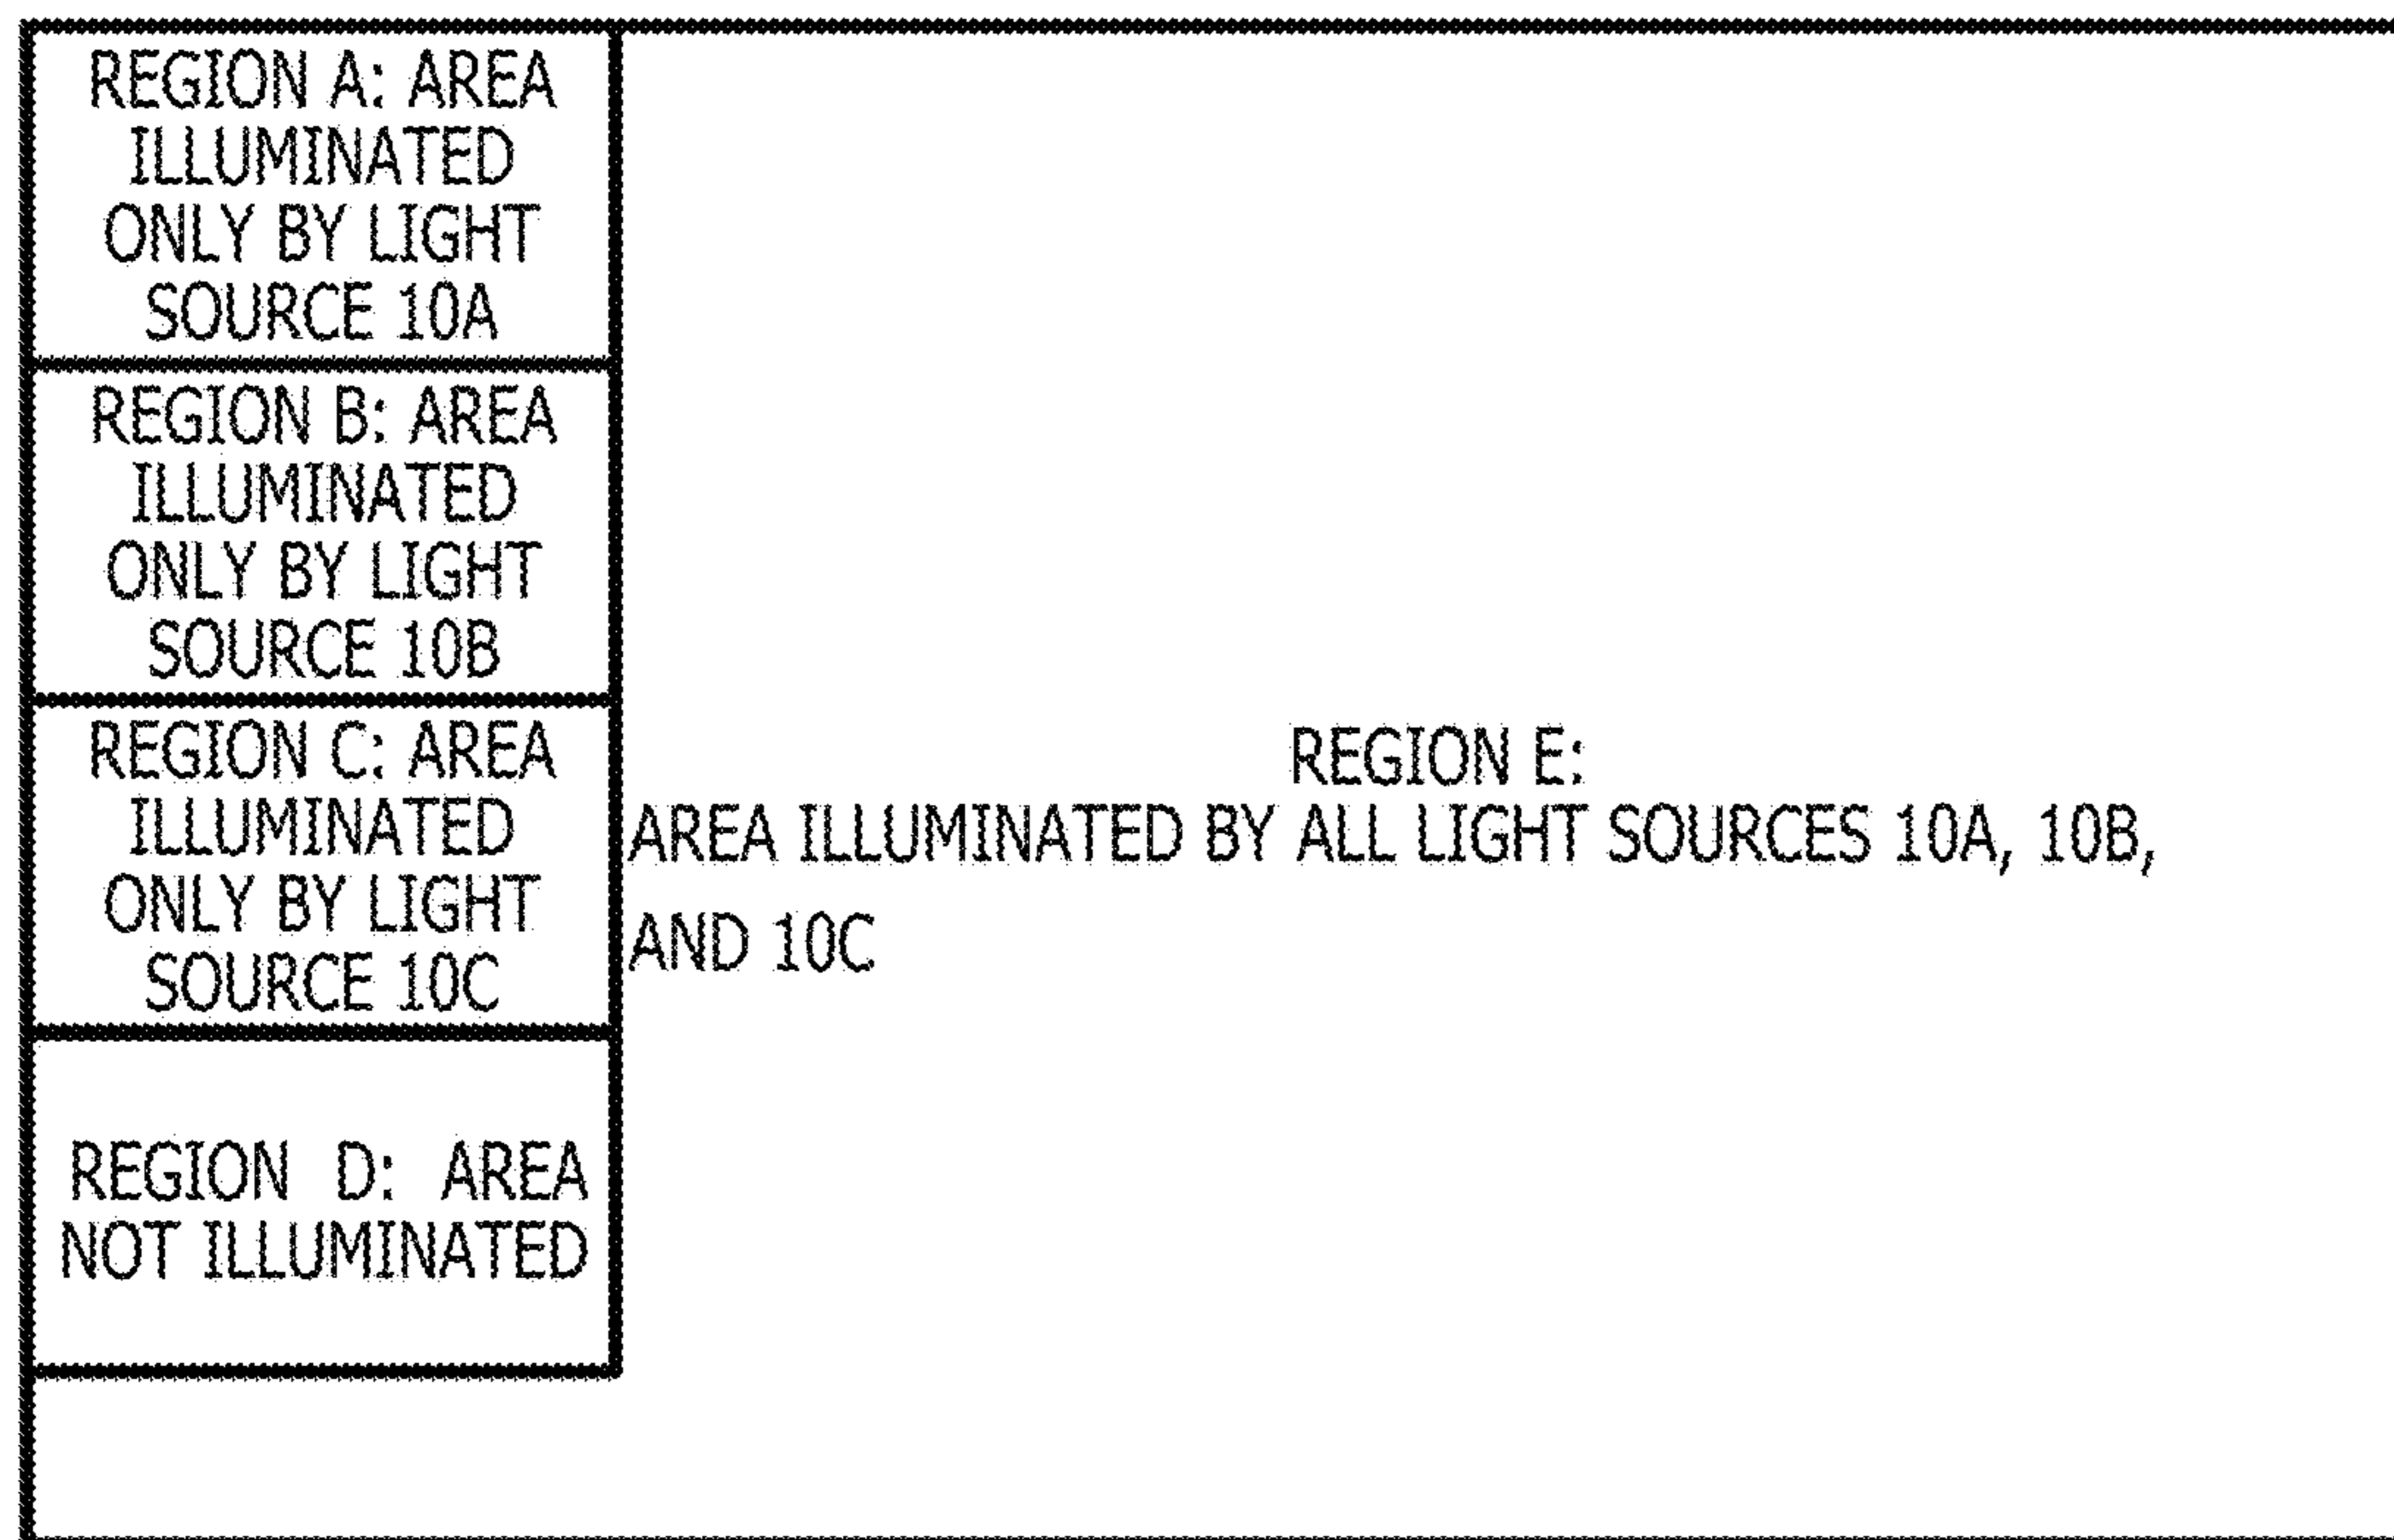 REGION A: AREA
ILLUMINATED
ONLY BY LIGHT
SOURCE 10A
REGION B: AREA
ILLUMINATED
ONLY BY LIGHT
SOURCE 10B
REGION C: AREA
ILLUMINATED
ONLY BY LIGHT
SOURCE 10C
REGION D: AREA
NOT ILLUMINATED
REGION E:
AREA ILLUMINATED BY ALL LIGHT SOURCES 10A, 10B,
AND 10C